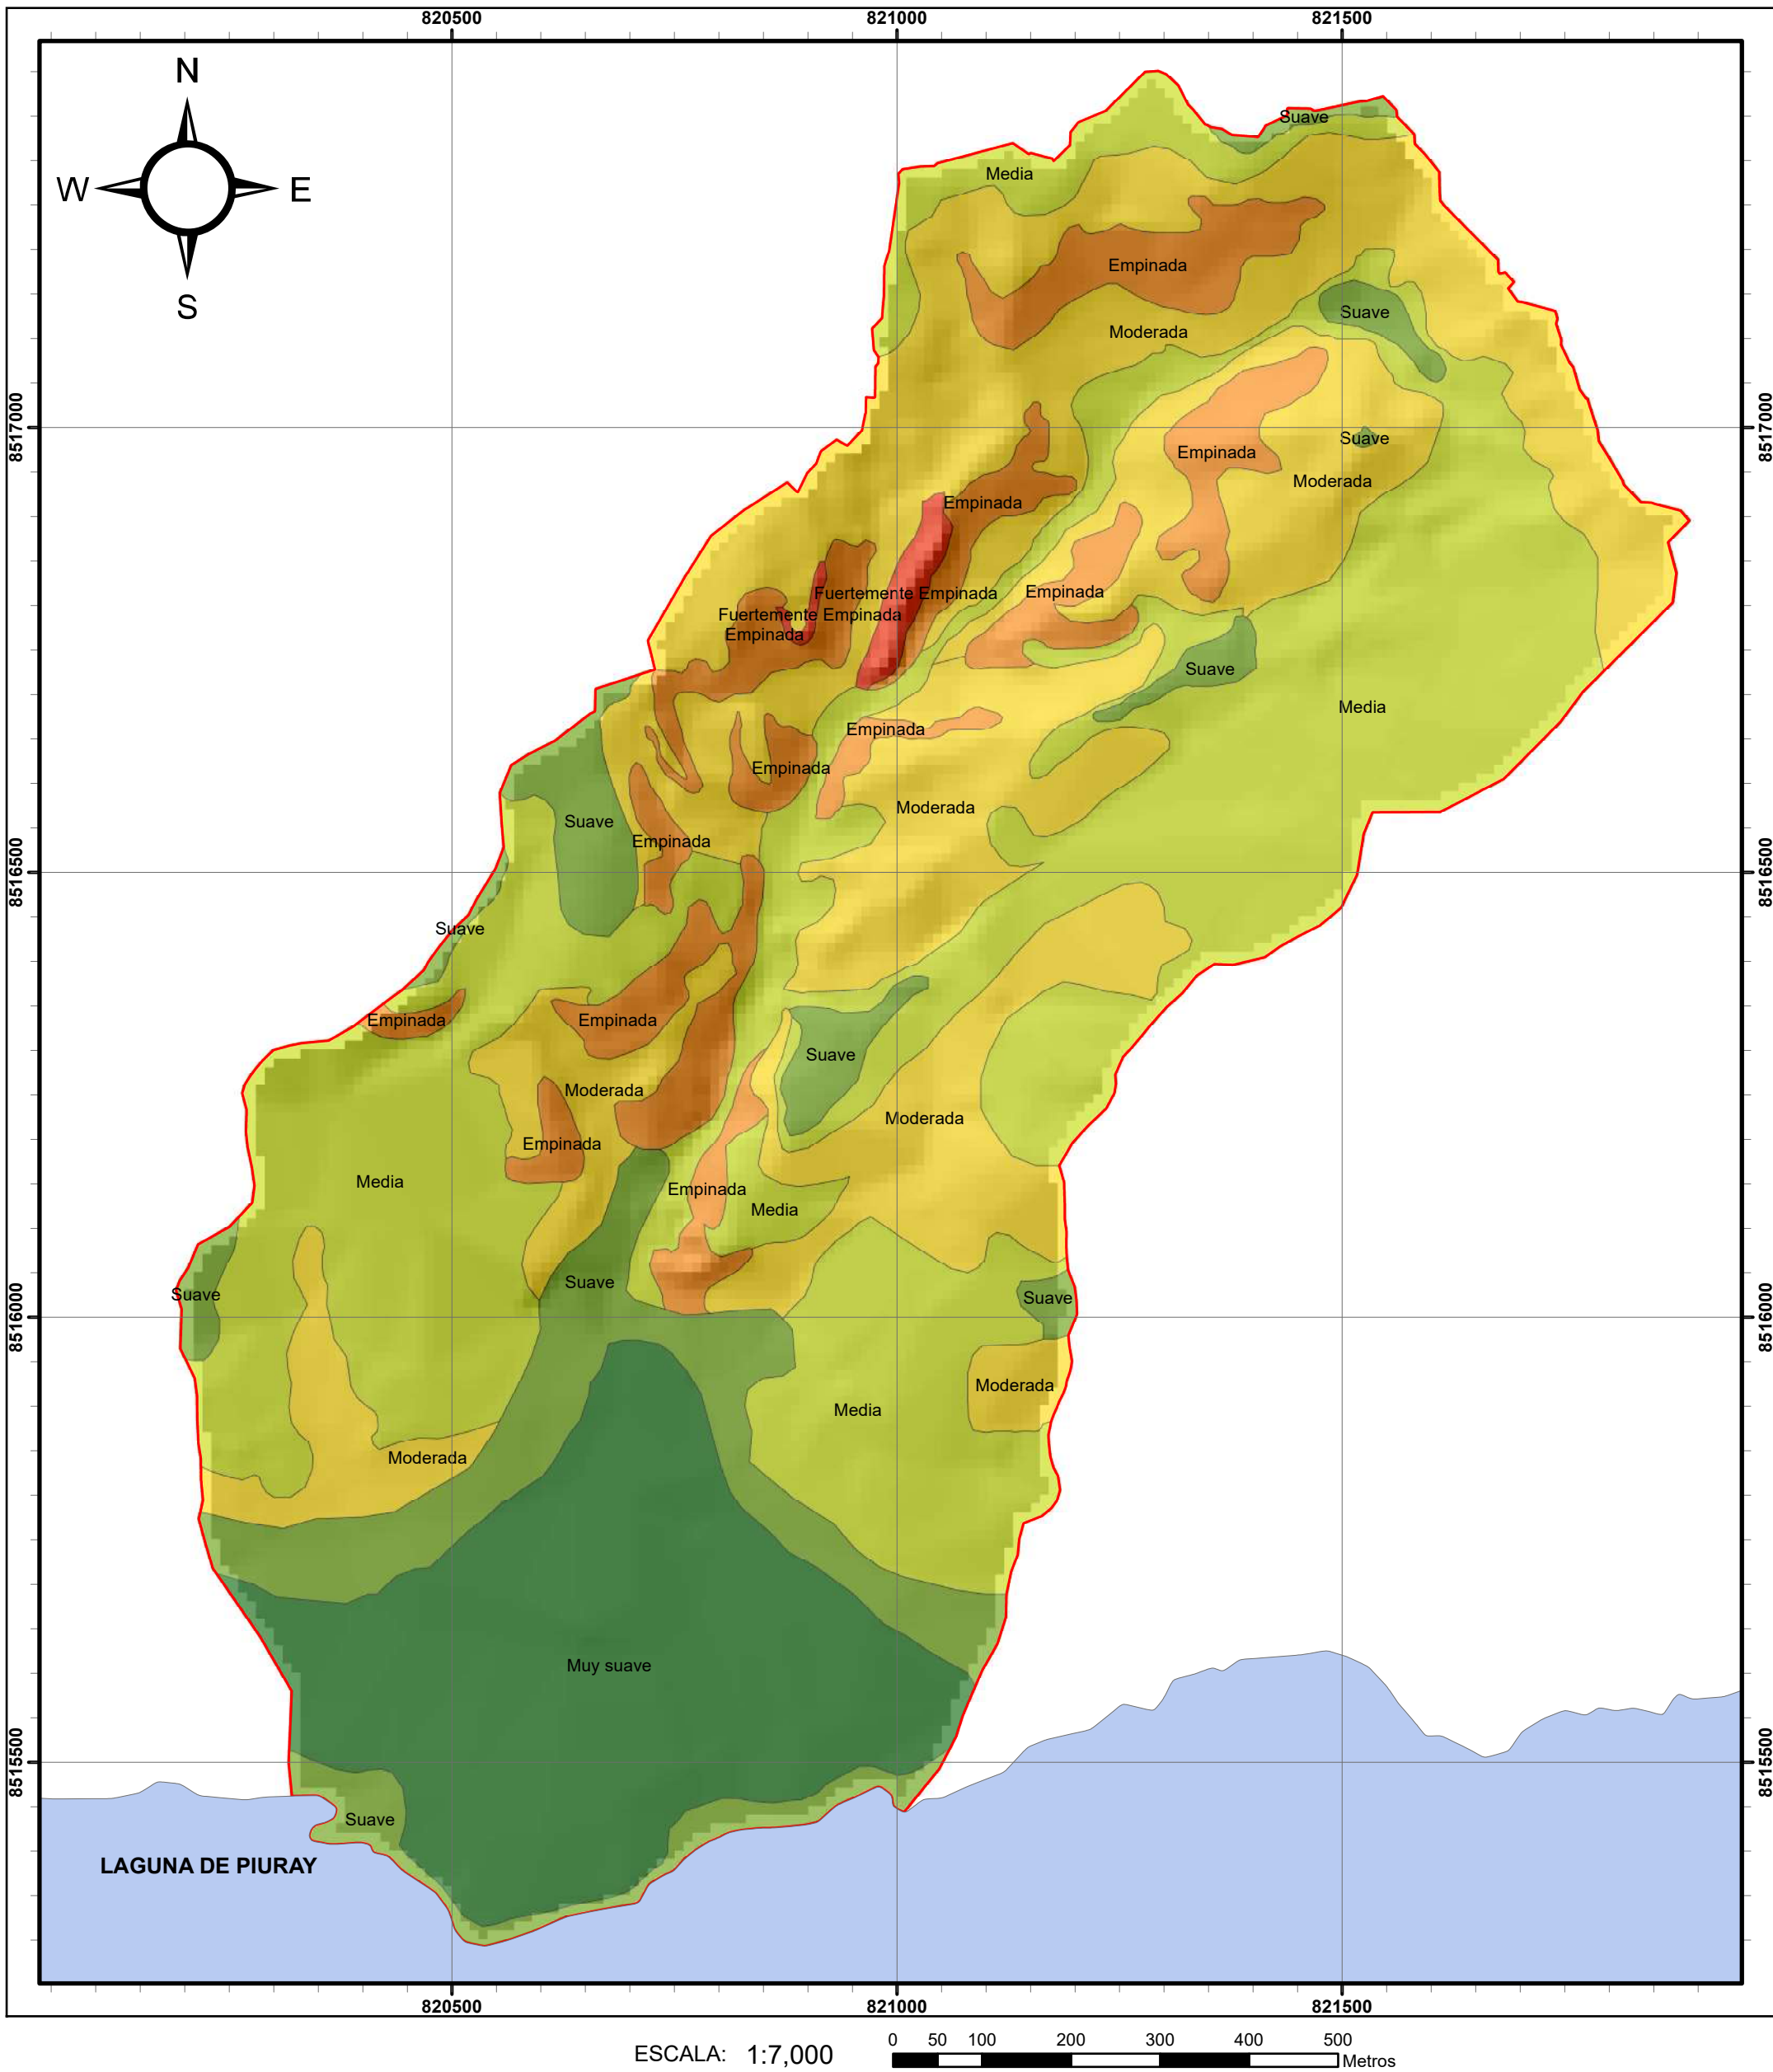 820500 821000 821500
N
Suave
Media
W E
Empinada
S
Suave
Moderada
8517000 8517000
Suave
Empinada
Moderada
Empinada
Fuertemente Empinada
Empinada
Fuertemente Empinada
Empinada
Suave
Media
Empinada
Empinada
Moderada
Suave
Empinada
8516500 8516500
Suave
Empinada
Empinada
Suave
Moderada
Moderada
Empinada
Media
Empinada
Media
Suave
Suave
Suave
8516000 8516000
Moderada
Media
Moderada
Muy suave
8515500 8515500
Suave
LAGUNA DE PIURAY
820500 821000 821500
0 50 100 200 300 400 500
ESCALA: 1:7,000
Metros